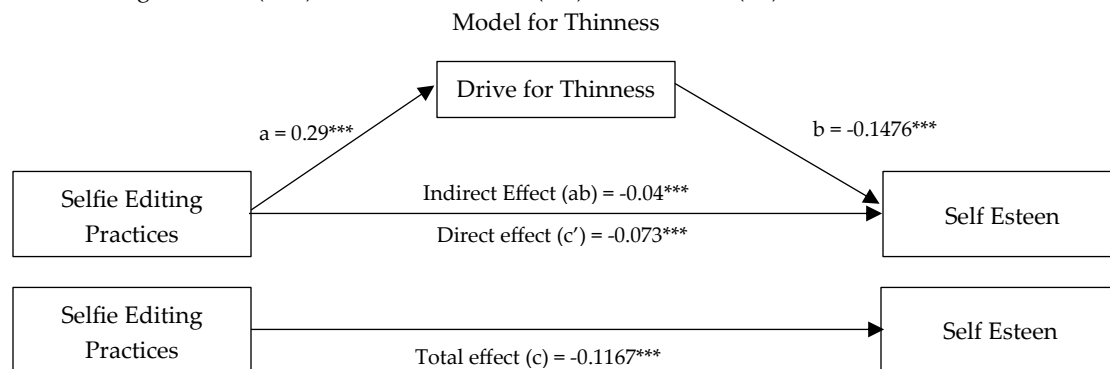 Model for Thinness
Drive for Thinness
a = 0.29***
b = -0.1476***
Selfie Editing
Practices
Indirect Effect (ab) = -0.04***
Direct effect (c’) = -0.073***
Self Esteen
Selfie Editing
Practices
Total effect (c) = -0.1167***
Self Esteen